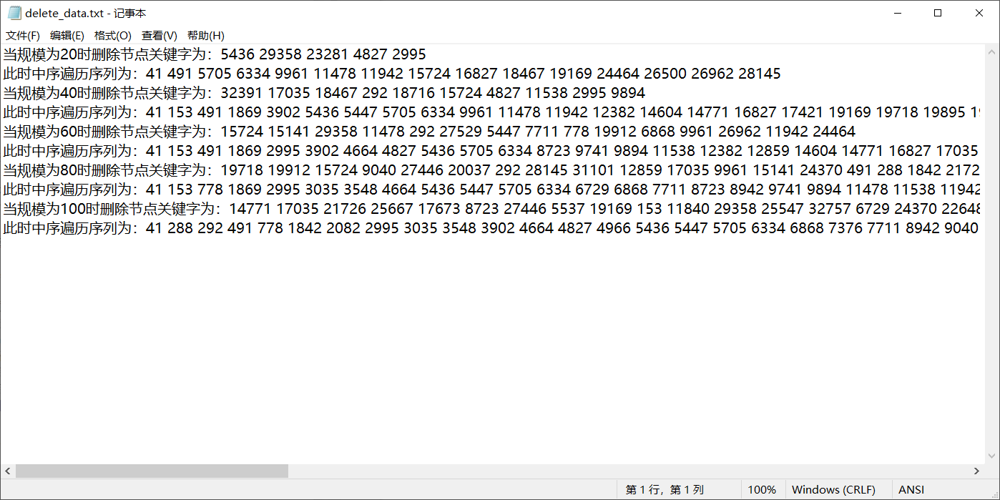 delete_data.txt - 记事本
文件(F) 编辑(E) 格式(O) 查看(V) 帮助(H)
当规模为20时删除节点关键字为：5436 29358 23281 4827 2995
此时中序遍历序列为：41 491 5705 6334 9961 11478 11942 15724 16827 18467 19169 24464 26500 26962 28145
当规模为40时删除节点关键字为：32391 17035 18467 292 18716 15724 4827 11538 2995 9894
此时中序遍历序列为：41 153 491 1869 3902 5436 5447 5705 6334 9961 11478 11942 12382 14604 14771 16827 17421 19169 19718 19895
当规模为60时删除节点关键字为：15724 15141 29358 11478 292 27529 5447 7711 778 19912 6868 9961 26962 11942 24464
此时中序遍历序列为：41 153 491 1869 2995 3902 4664 4827 5436 5705 6334 8723 9741 9894 11538 12382 12859 14604 14771 16827 17035
当规模为80时删除节点关键字为：19718 19912 15724 9040 27446 20037 292 28145 31101 12859 17035 9961 15141 24370 491 288 1842 2172
此时中序遍历序列为：41 153 778 1869 2995 3035 3548 4664 5436 5447 5705 6334 6729 6868 7711 8723 8942 9741 9894 11478 11538 11942
当规模为100时删除节点关键字为：14771 17035 21726 25667 17673 8723 27446 5537 19169 153 11840 29358 25547 32757 6729 24370 22648
此时中序遍历序列为：41 288 292 491 778 1842 2082 2995 3035 3548 3902 4664 4827 4966 5436 5447 5705 6334 6868 7376 7711 8942 9040
第 1 行，第 1 列 100% Windows (CRLF) ANSI